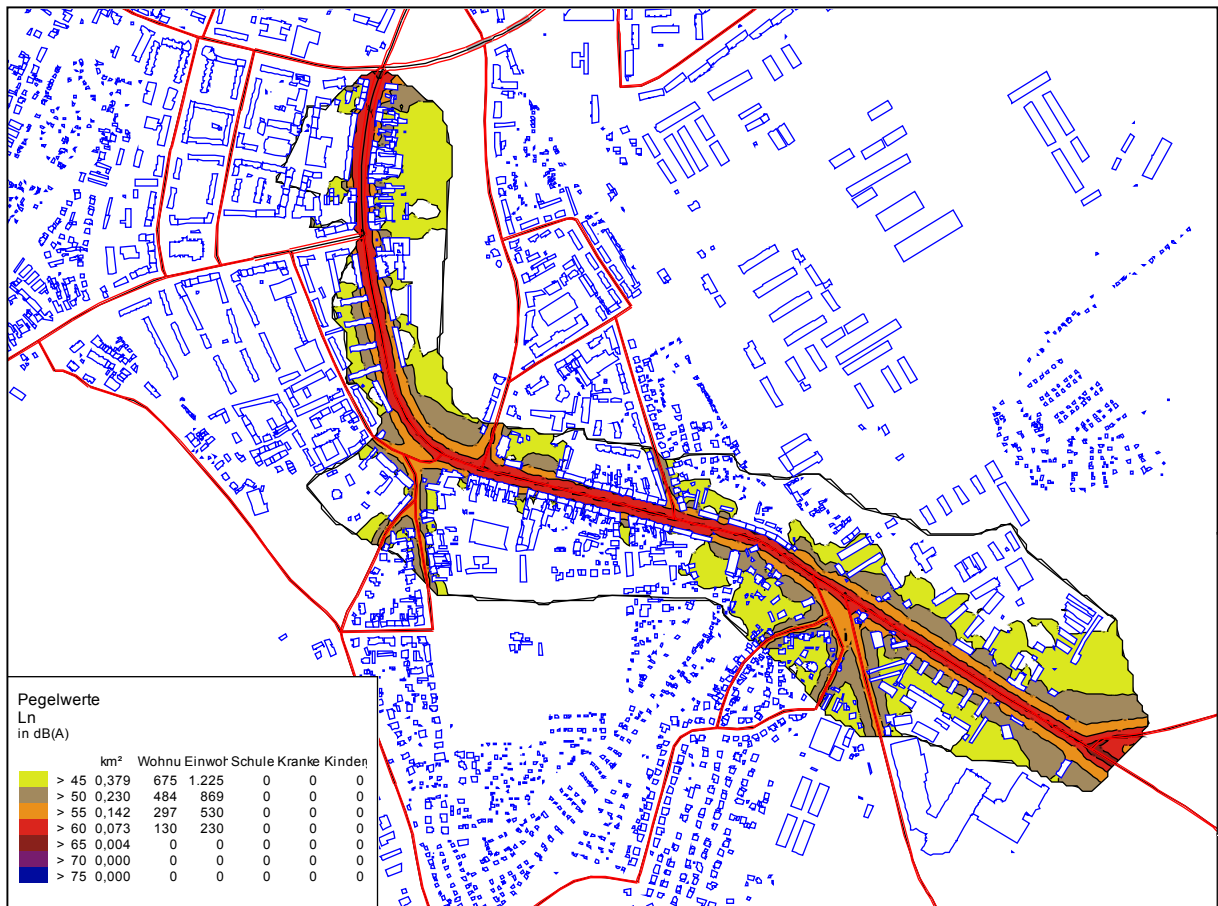 Pegelwerte
Ln
in dB(A)
km² Wohnu Einwoh Schule Kranke Kinder
> 45 0,379 675 1.225 0 0 0
> 50 0,230 484 869 0 0 0
> 55 0,142 297 530 0 0 0
> 60 0,073 130 230 0 0 0
> 65 0,004 0 0 0 0 0
> 70 0,000 0 0 0 0 0
> 75 0,000 0 0 0 0 0